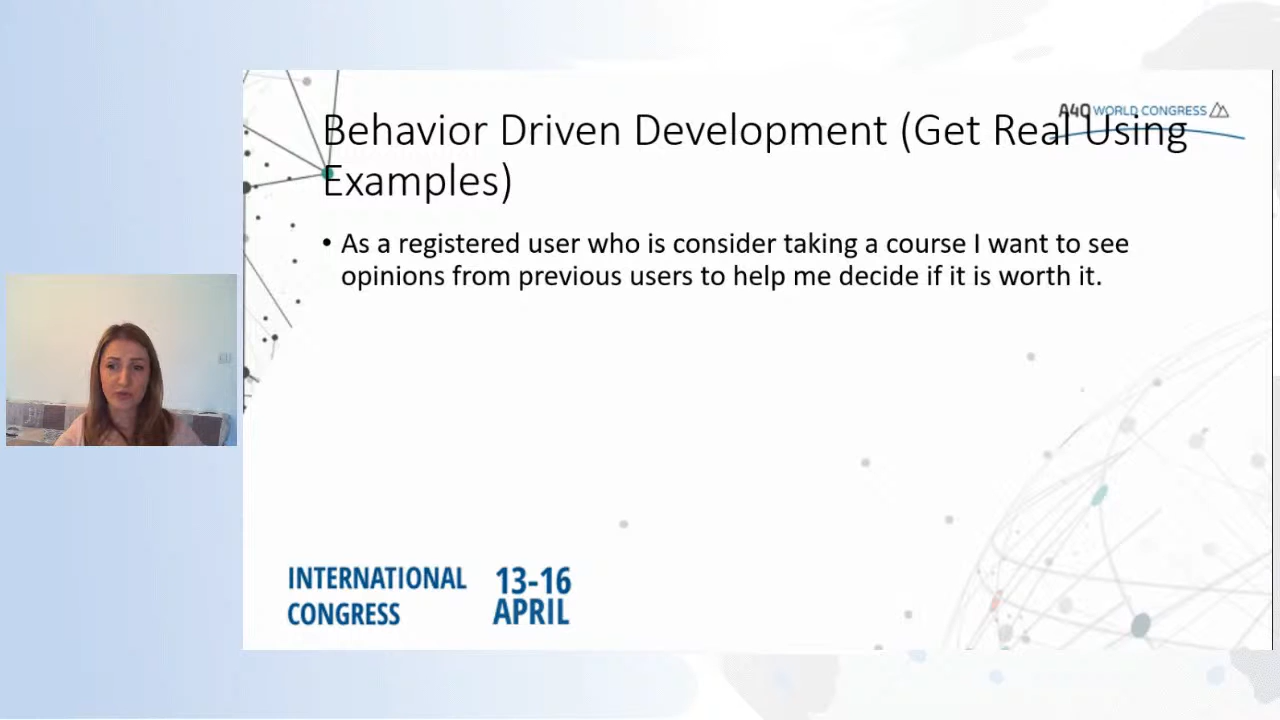 A4Q WORLD CONGRESS
Behavior Driven Development (Get Real Using
Examples)
• As a registered user who is consider taking a course I want to see
opinions from previous users to help me decide if it is worth it.
INTERNATIONAL 13-16
CONGRESS APRIL